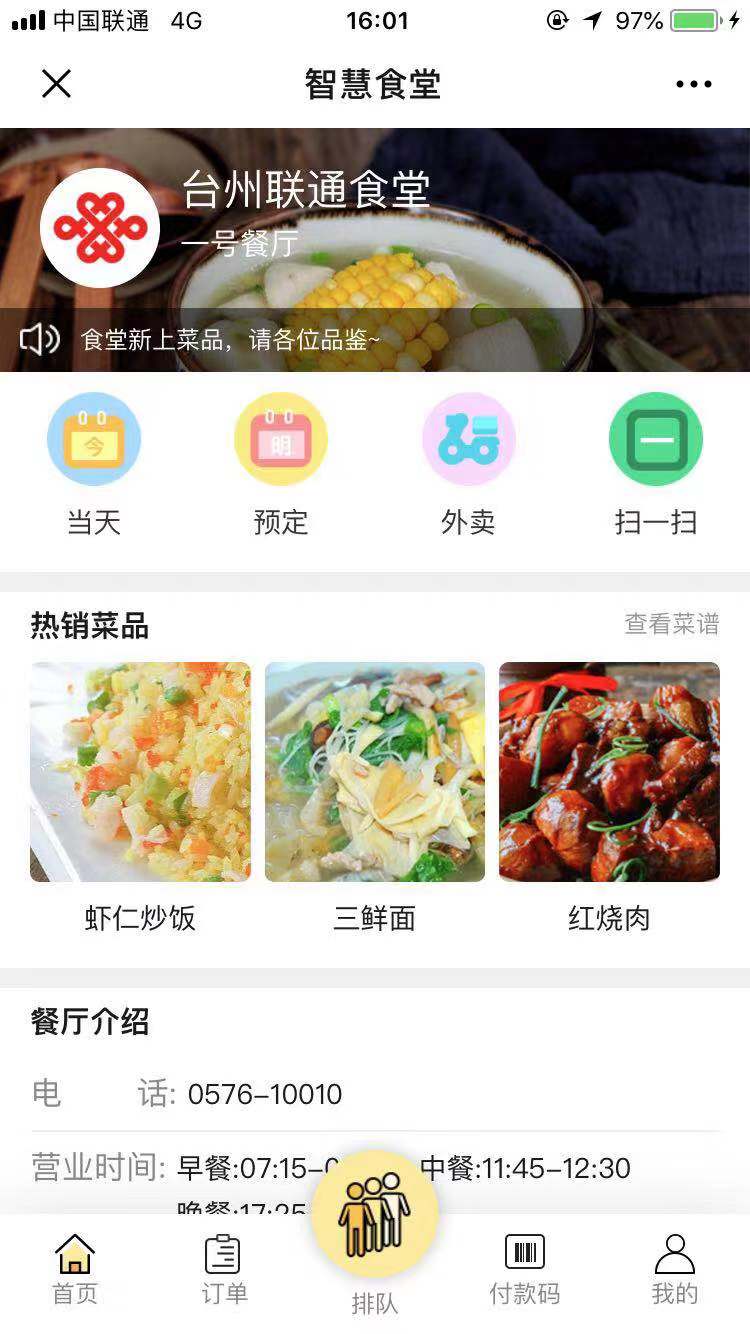 中国联通 4G 16:01 97%
智慧食堂
台州联通食堂
一号餐厅
食堂新上菜品，请各位品鉴~
今 明
当天 预定 外卖 扫一扫
热销菜品 查看菜谱
虾仁炒饭 三鲜面 红烧肉
餐厅介绍
电 话: 0576-10010
营业时间: 早餐:07:15-0 中餐:11:45-12:30
晚餐:17:25
首页 订单 排队 付款码 我的